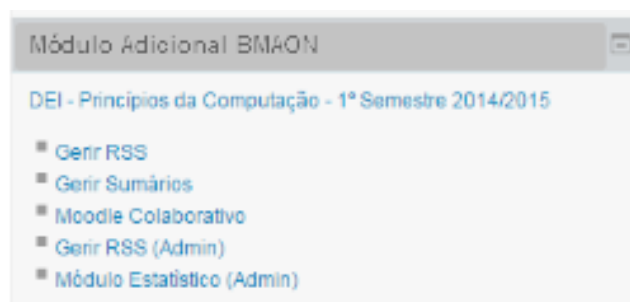 Módulo Adicional BMAON
DEI - Princípios da Computação - 1º Semestre 2014/2015
Gerir RSS
Gerir Sumários
Moodle Colaborativo
Gerir RSS (Admin)
Módulo Estatístico (Admin)